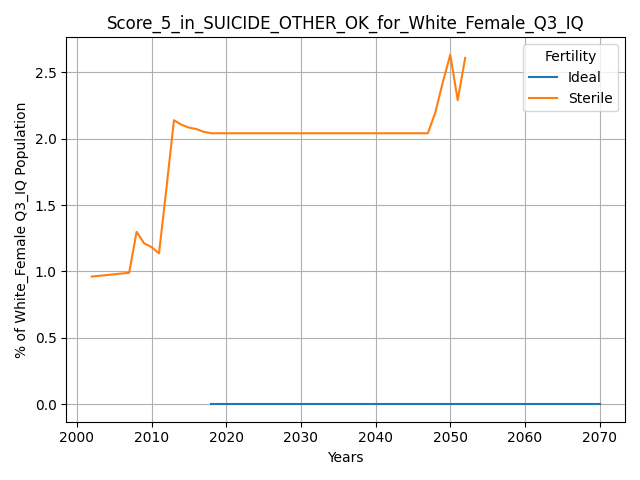 Score_5_in_SUICIDE_OTHER_OK_for_White_Female_Q3_IQ
% of White_Female Q3_IQ Population
2.5
2.0
1.5
1.0
0.5
0.0
Fertility
Ideal
Sterile
2000 2010 2020 2030 2040 2050 2060 2070
Years